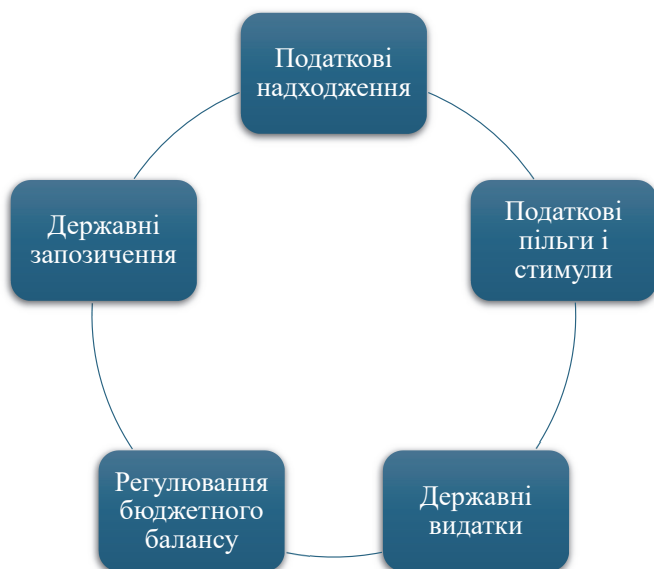 Податкові
надходження
Податкові
пільги і
стимули
Державні
видатки
Регулювання
бюджетного
балансу
Державні
запозичення